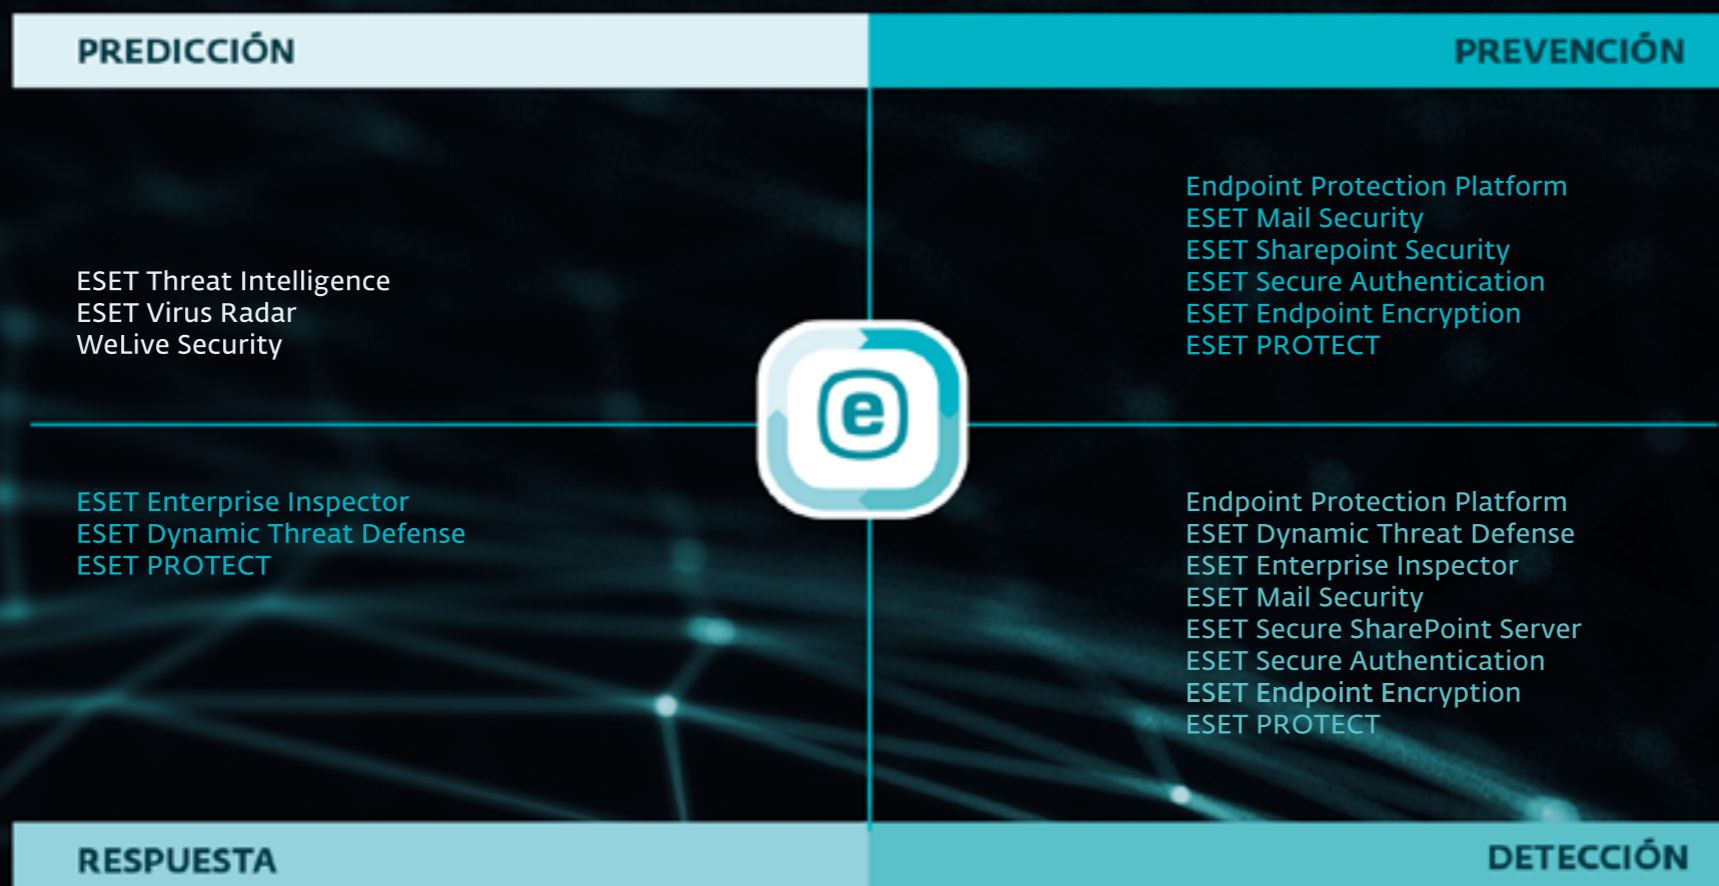 PREDICCIÓN
PREVENCIÓN
ESET Threat Intelligence
ESET Virus Radar
WeLive Security
Endpoint Protection Platform
ESET Mail Security
ESET Sharepoint Security
ESET Secure Authentication
ESET Endpoint Encryption
ESET PROTECT
e
ESET Enterprise Inspector
ESET Dynamic Threat Defense
ESET PROTECT
Endpoint Protection Platform
ESET Dynamic Threat Defense
ESET Enterprise Inspector
ESET Mail Security
ESET Secure SharePoint Server
ESET Secure Authentication
ESET Endpoint Encryption
ESET PROTECT
RESPUESTA
DETECCIÓN